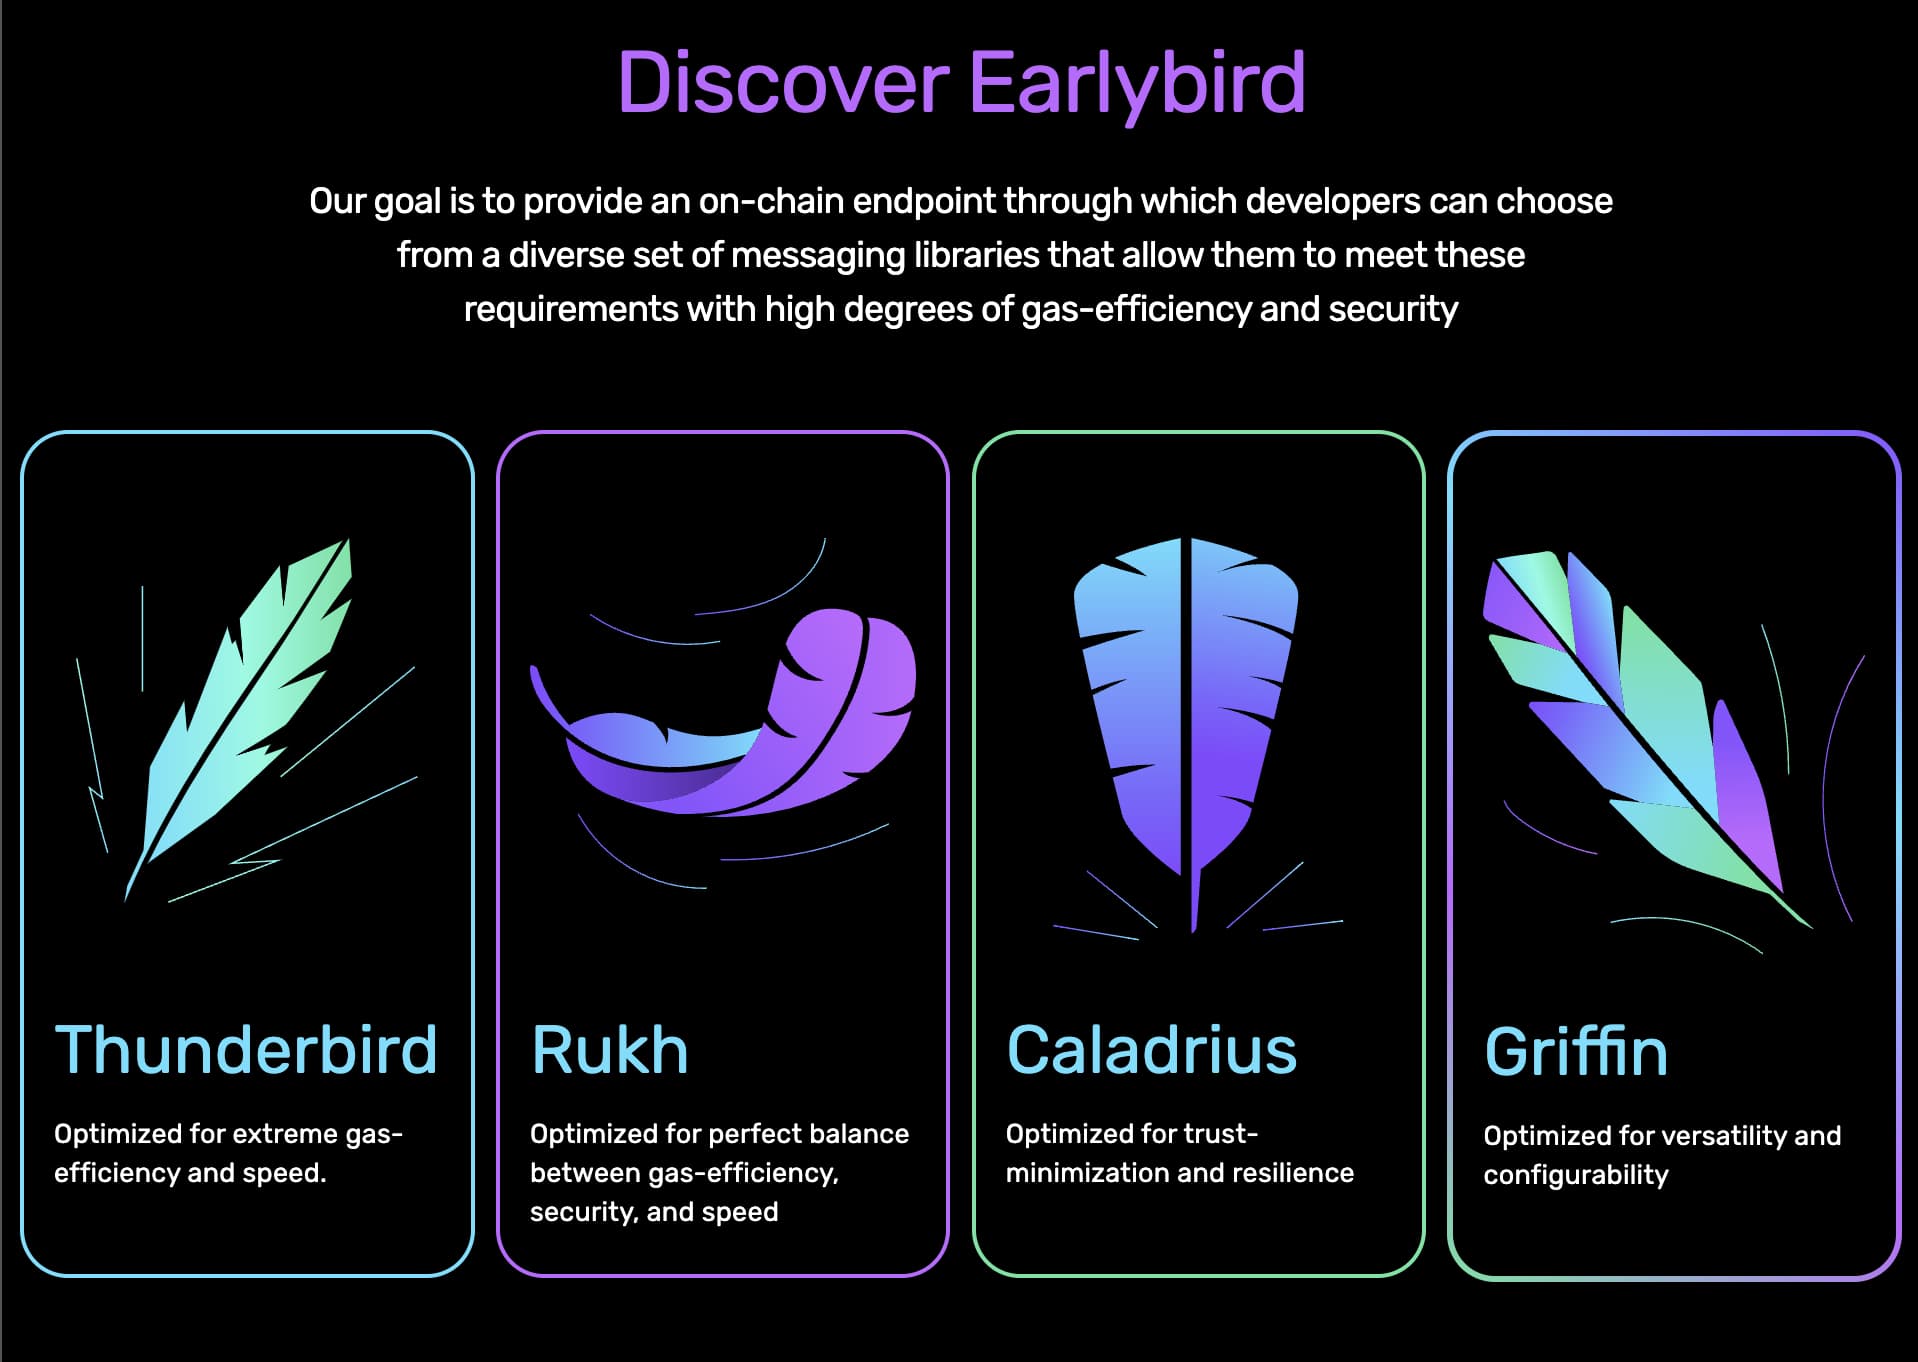 Discover Earlybird
Our goal is to provide an on-chain endpoint through which developers can choose
from a diverse set of messaging libraries that allow them to meet these
requirements with high degrees of gas-efficiency and security
Thunderbird
Optimized for extreme gas-
efficiency and speed.
Rukh
Optimized for perfect balance
between gas-efficiency,
security, and speed
Caladrius
Optimized for trust-
minimization and resilience
Griffin
Optimized for versatility and
configurability